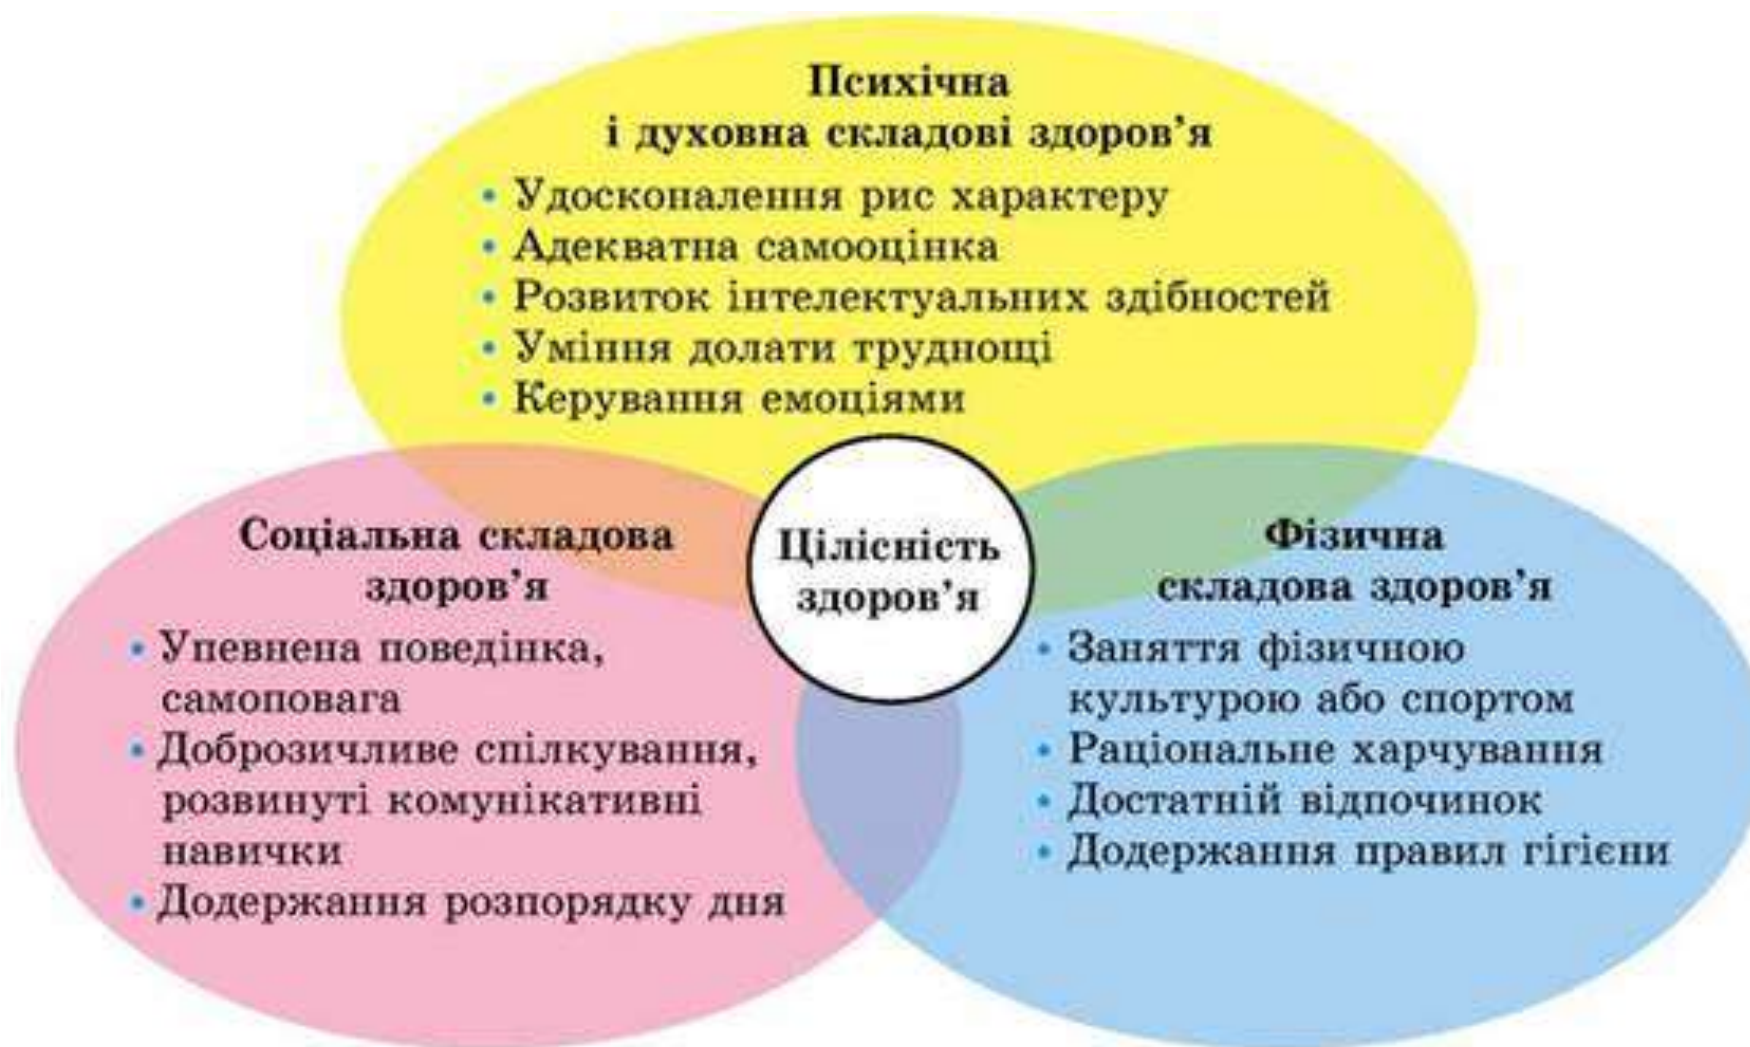 Психічна
і духовна складові здоров’я
• Удосконалення рис характеру
• Адекватна самооцінка
• Розвиток інтелектуальних здібностей
• Уміння долати труднощі
• Керування емоціями
Соціальна складова
здоров’я
• Упевнена поведінка,
самоповага
• Доброзичливе спілкування,
розвинуті комунікативні
навички
• Додержання розпорядку дня
Цілісність
здоров’я
Фізична
складова здоров’я
• Заняття фізичною
культурою або спортом
• Раціональне харчування
• Достатній відпочинок
• Додержання правил гігієни